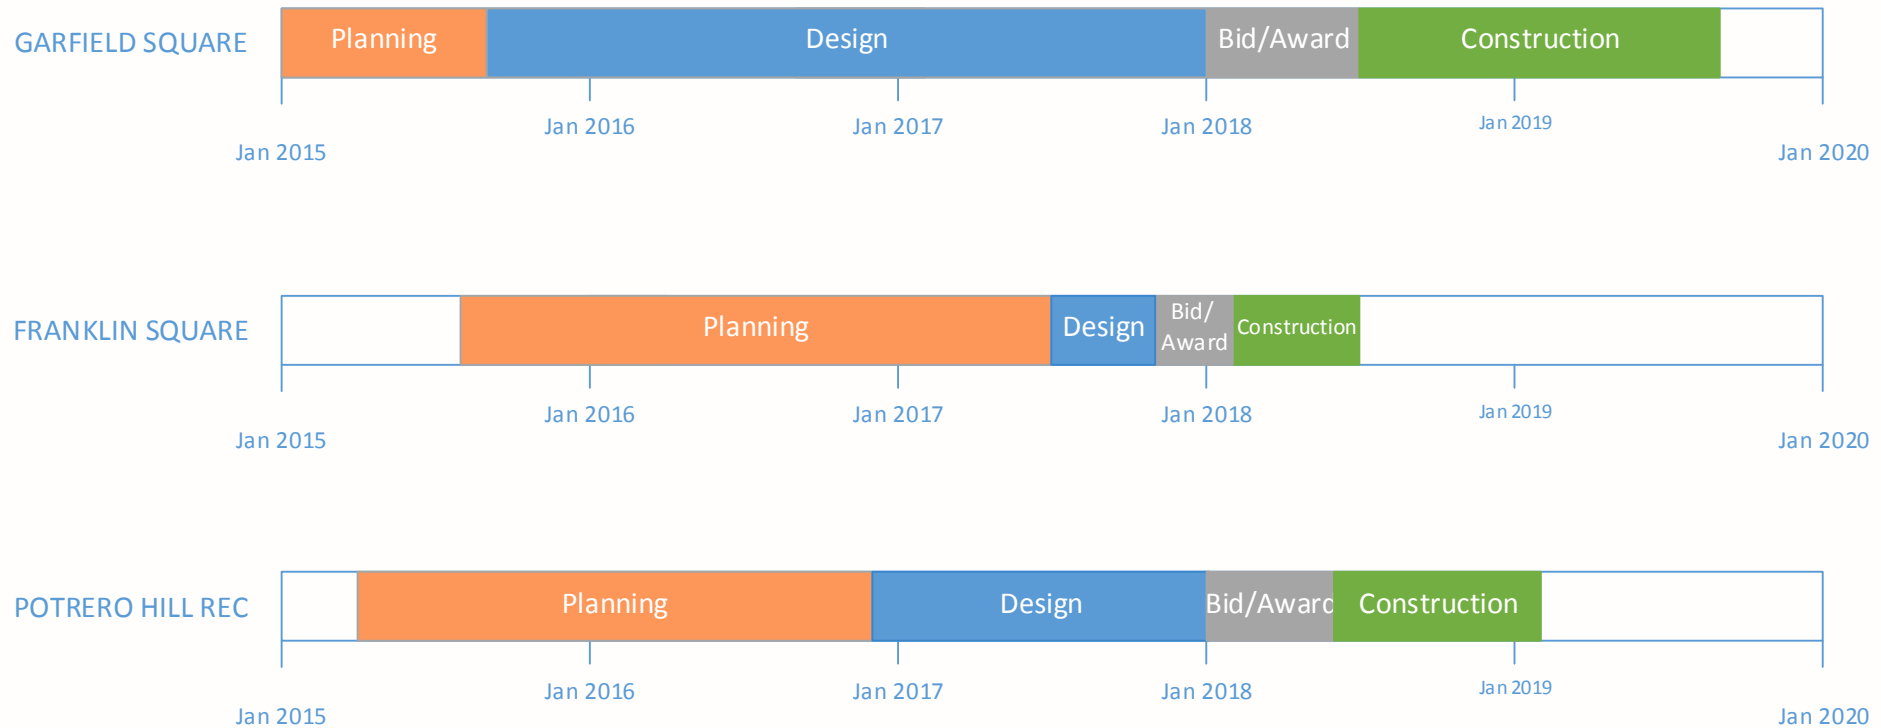 GARFIELD SQUARE
Planning
Design
Bid/Award
Construction
Jan 2015
Jan 2016
Jan 2017
Jan 2018
Jan 2019
Jan 2020
FRANKLIN SQUARE
Planning
Design
Bid/
Award
Construction
Jan 2015
Jan 2016
Jan 2017
Jan 2018
Jan 2019
Jan 2020
POTRERO HILL REC
Planning
Design
Bid/Award
Construction
Jan 2015
Jan 2016
Jan 2017
Jan 2018
Jan 2019
Jan 2020